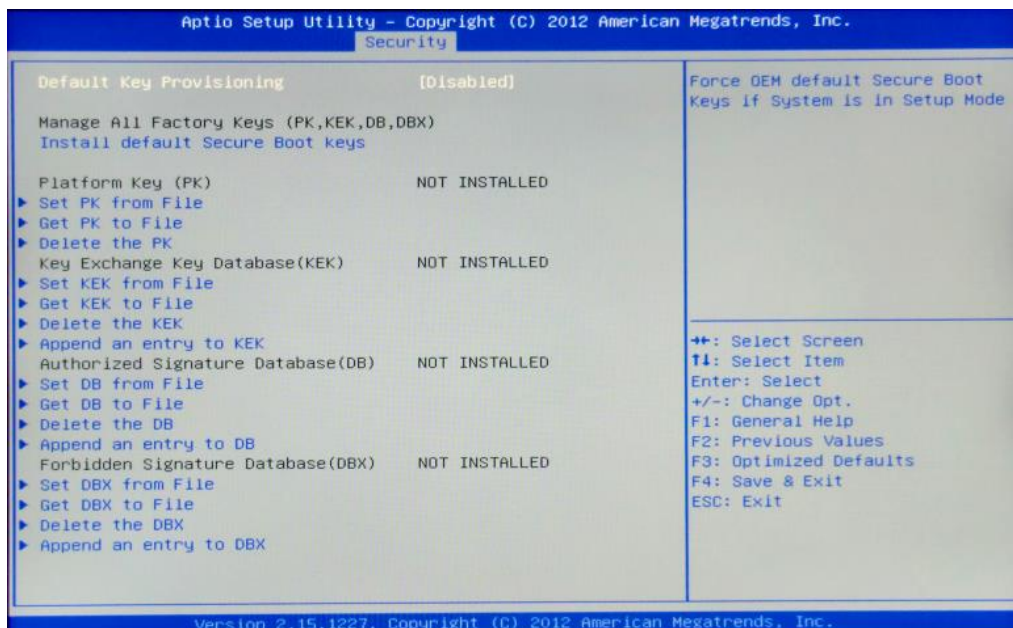 Aptio Setup Utility – Copyright (C) 2012 American Megatrends, Inc.
Security
Default Key Provisioning [Disabled]
Manage All Factory Keys (PK,KEK,DB,DBX)
Install default Secure Boot keys
Platform Key (PK) NOT INSTALLED
Set PK from File
Get PK to File
Delete the PK
Key Exchange Key Database(KEK) NOT INSTALLED
Set KEK from File
Get KEK to File
Delete the KEK
Append an entry to KEK
Authorized Signature Database(DB) NOT INSTALLED
Set DB from File
Get DB to File
Delete the DB
Append an entry to DB
Forbidden Signature Database(DBX) NOT INSTALLED
Set DBX from File
Get DBX to File
Delete the DBX
Append an entry to DBX
Force OEM default Secure Boot
Keys if System is in Setup Mode
→←: Select Screen
↑↓: Select Item
Enter: Select
+/-: Change Opt.
F1: General Help
F2: Previous Values
F3: Optimized Defaults
F4: Save & Exit
ESC: Exit
Version 2.15.1227. Copyright (C) 2012 American Megatrends, Inc.